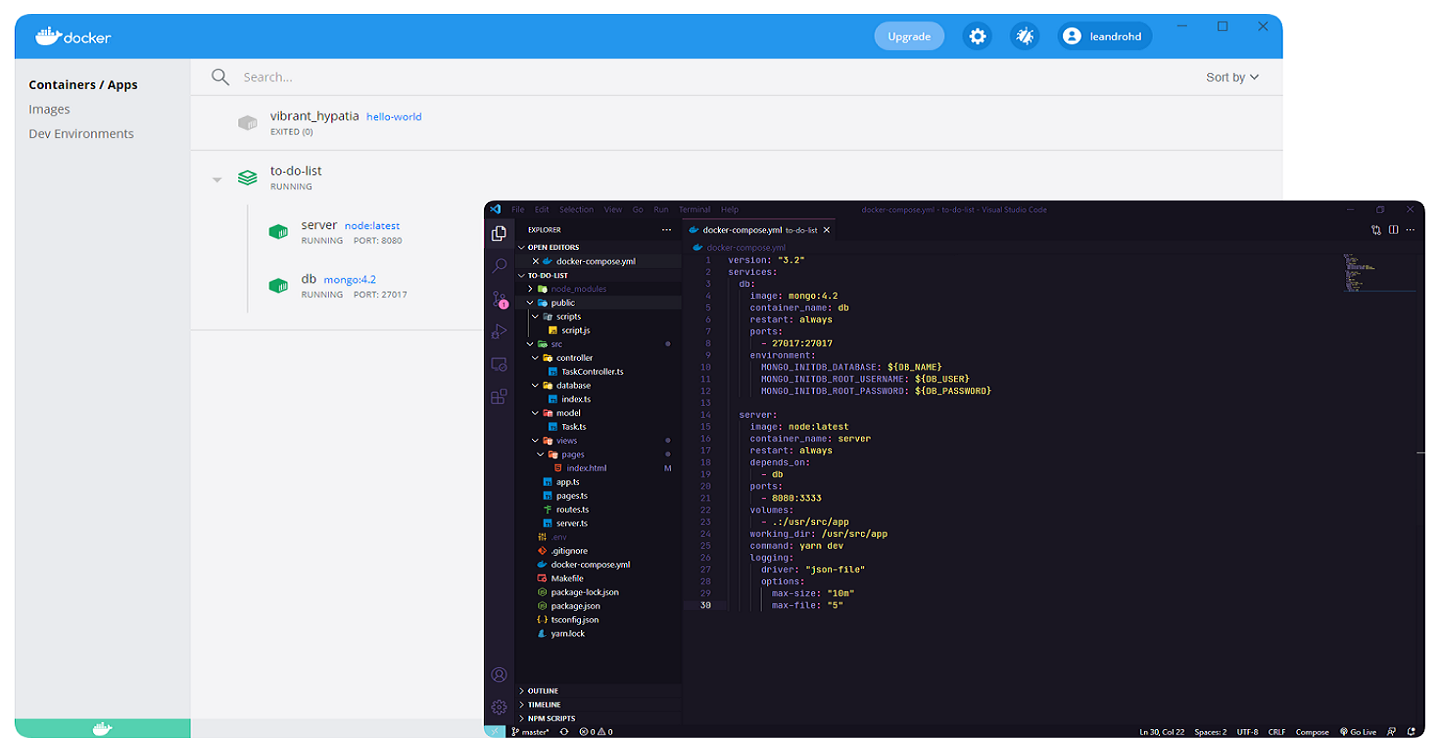 docker
Upgrade
leandrohd
Containers / Apps
Images
Dev Environments
Search...
Sort by
vibrant_hypatia hello-world
EXITED (0)
to-do-list
RUNNING
server node:latest
RUNNING PORT: 8080
db mongo:4.2
RUNNING PORT: 27017
File Edit Selection View Go Run Terminal Help
docker-compose.yml - to-do-list - Visual Studio Code
EXPLORER
OPEN EDITORS
docker-compose.yml
TO-DO-LIST
node_modules
public
scripts
script.js
src
controller
TaskController.ts
database
index.ts
model
Task.ts
views
pages
index.html M
app.ts
pages.ts
routes.ts
server.ts
.env
.gitignore
docker-compose.yml
Makefile
package-lock.json
package.json
tsconfig.json
yarn.lock
OUTLINE
TIMELINE
NPM SCRIPTS
1
docker-compose.yml to-do-list
docker-compose.yml
1 version: "3.2"
2 services:
3 db:
4 image: mongo:4.2
5 container_name: db
6 restart: always
7 ports:
8 - 27017:27017
9 environment:
10 MONGO_INITDB_DATABASE: ${DB_NAME}
11 MONGO_INITDB_ROOT_USERNAME: ${DB_USER}
12 MONGO_INITDB_ROOT_PASSWORD: ${DB_PASSWORD}
13
14 server:
15 image: node:latest
16 container_name: server
17 restart: always
18 depends_on:
19 - db
20 ports:
21 - 8080:3333
22 volumes:
23 - .:/usr/src/app
24 working_dir: /usr/src/app
25 command: yarn dev
26 logging:
27 driver: "json-file"
28 options:
29 max-size: "10m"
30 max-file: "5"
master* 0 0
Ln 30, Col 22 Spaces: 2 UTF-8 CRLF Compose Go Live